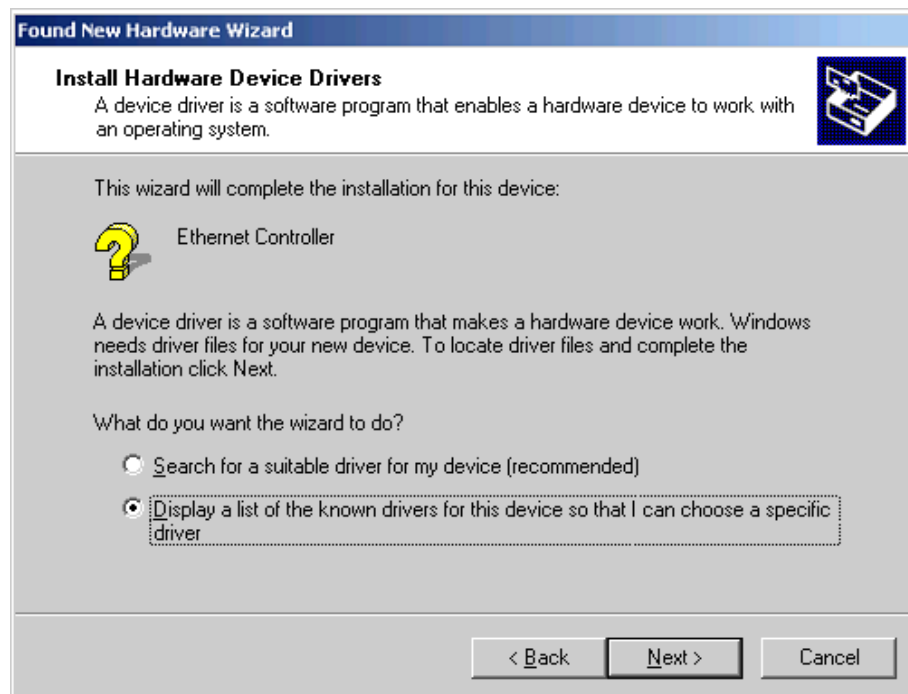 Found New Hardware Wizard
Install Hardware Device Drivers
A device driver is a software program that enables a hardware device to work with
an operating system.
This wizard will complete the installation for this device:
Ethernet Controller
A device driver is a software program that makes a hardware device work. Windows
needs driver files for your new device. To locate driver files and complete the
installation click Next.
What do you want the wizard to do?
Search for a suitable driver for my device (recommended)
Display a list of the known drivers for this device so that I can choose a specific
driver
< Back
Next >
Cancel